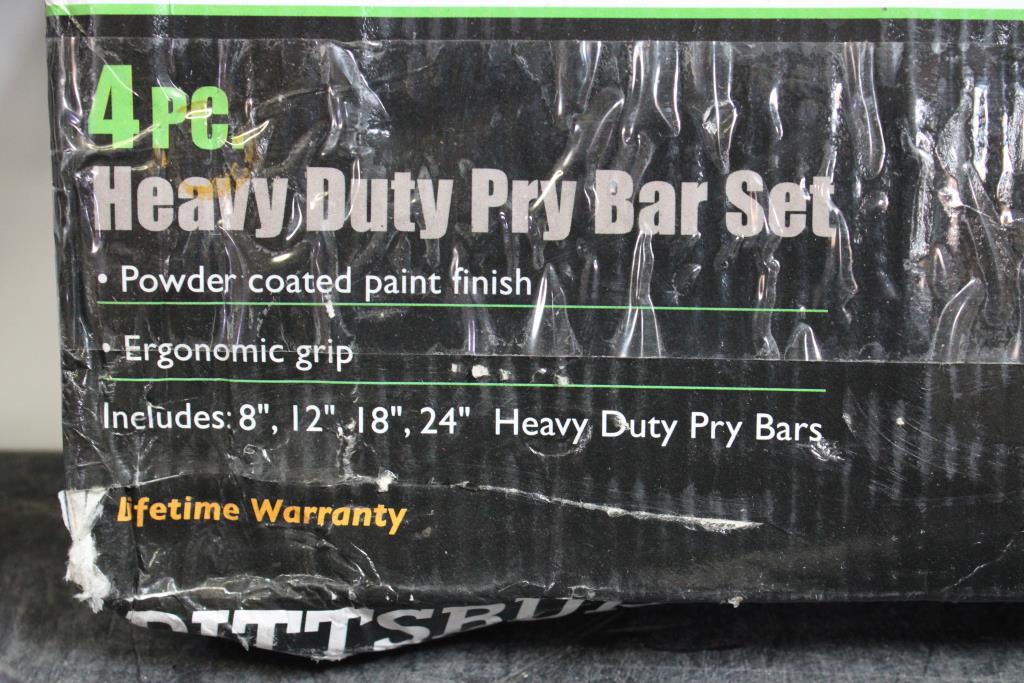 4 PC
Heavy Duty Pry Bar Set
• Powder coated paint finish
• Ergonomic grip
Includes: 8", 12", 18", 24" Heavy Duty Pry Bars
Lifetime Warranty